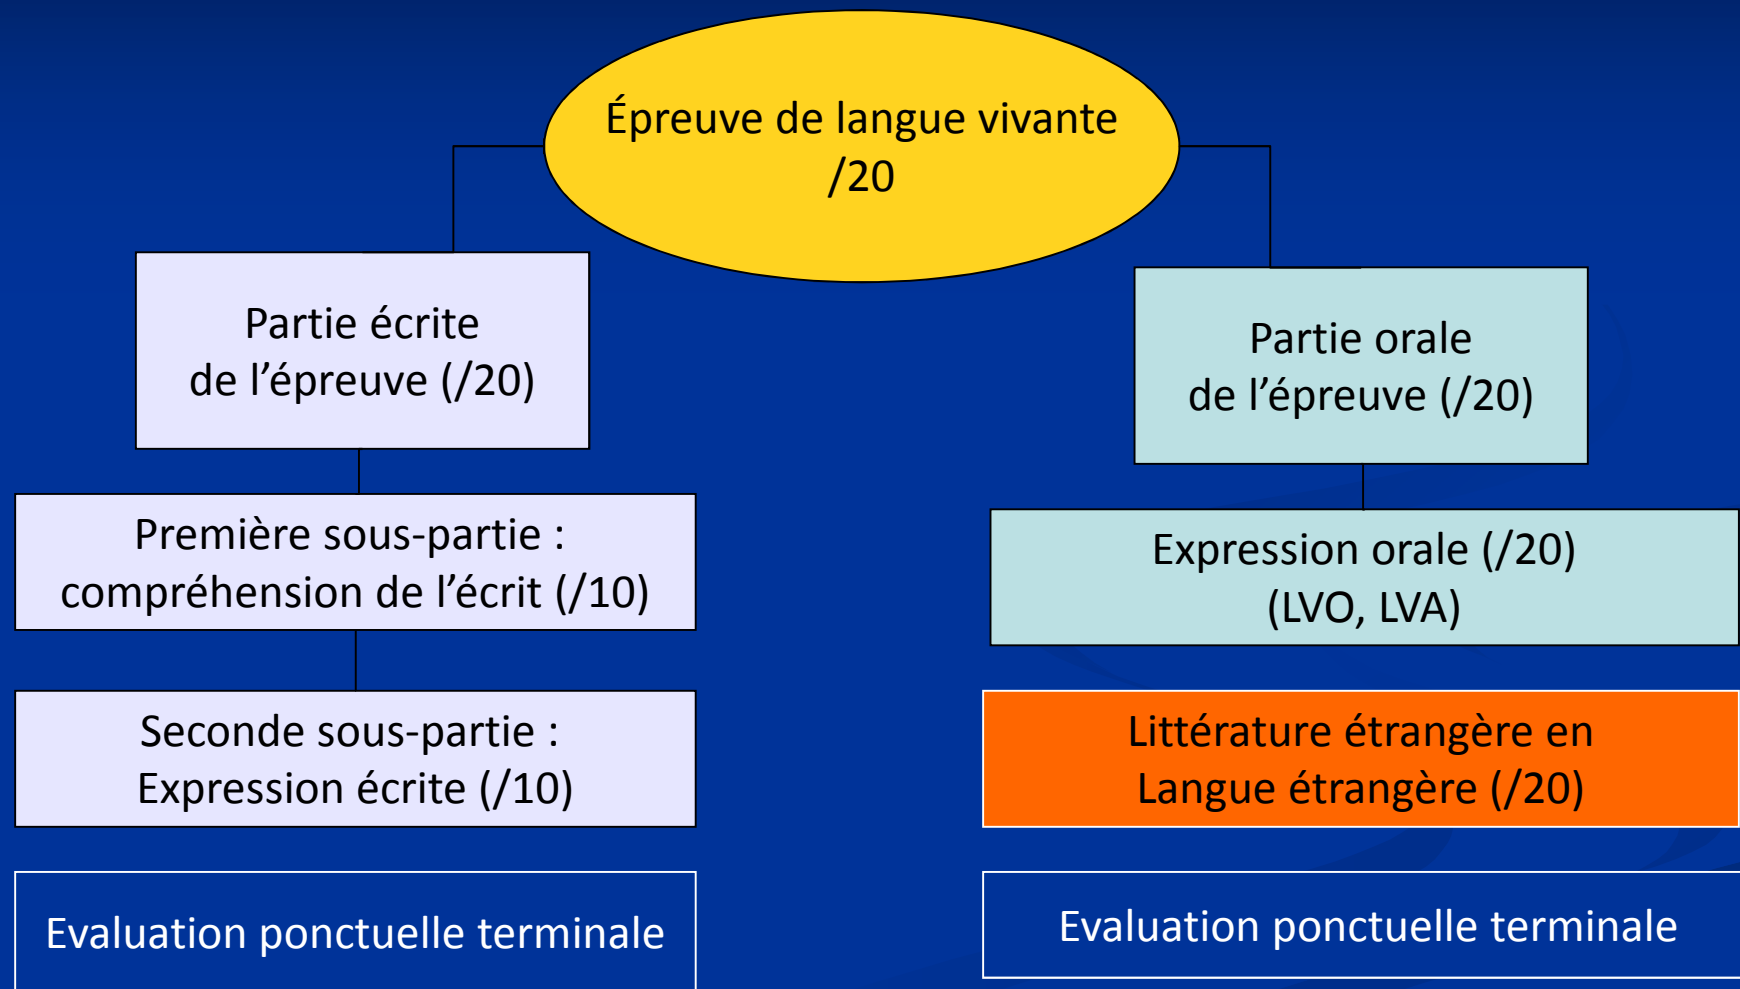 Épreuve de langue vivante
/20
Partie écrite
de l’épreuve (/20)
Première sous-partie :
compréhension de l’écrit (/10)
Seconde sous-partie :
Expression écrite (/10)
Evaluation ponctuelle terminale
Partie orale
de l’épreuve (/20)
Expression orale (/20)
(LVO, LVA)
Littérature étrangère en
Langue étrangère (/20)
Evaluation ponctuelle terminale